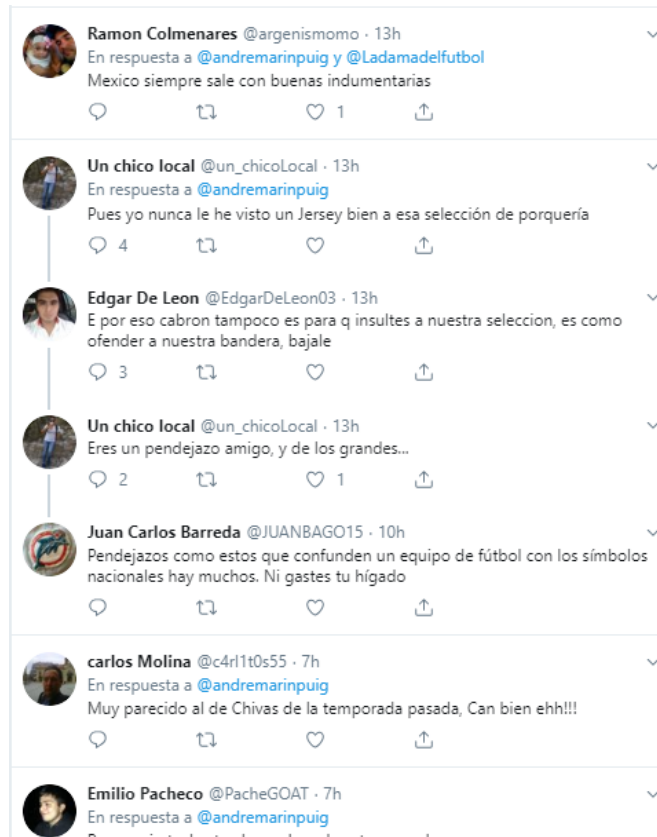 Ramon Colmenares @argenismomo · 13h
En respuesta a @andremarinpuig y @Ladamadelfutbol
Mexico siempre sale con buenas indumentarias
1
Un chico local @un_chicoLocal · 13h
En respuesta a @andremarinpuig
Pues yo nunca le he visto un Jersey bien a esa selección de porquería
4
Edgar De Leon @EdgarDeLeon03 · 13h
E por eso cabron tampoco es para q insultes a nuestra seleccion, es como
ofender a nuestra bandera, bajale
3
Un chico local @un_chicoLocal · 13h
Eres un pendejazo amigo, y de los grandes...
2 1
Juan Carlos Barreda @JUANBAGO15 · 10h
Pendejazos como estos que confunden un equipo de fútbol con los símbolos
nacionales hay muchos. Ni gastes tu hígado
carlos Molina @c4rl1t0s55 · 7h
En respuesta a @andremarinpuig
Muy parecido al de Chivas de la temporada pasada, Can bien ehh!!!
Emilio Pacheco @PacheGOAT · 7h
En respuesta a @andremarinpuig